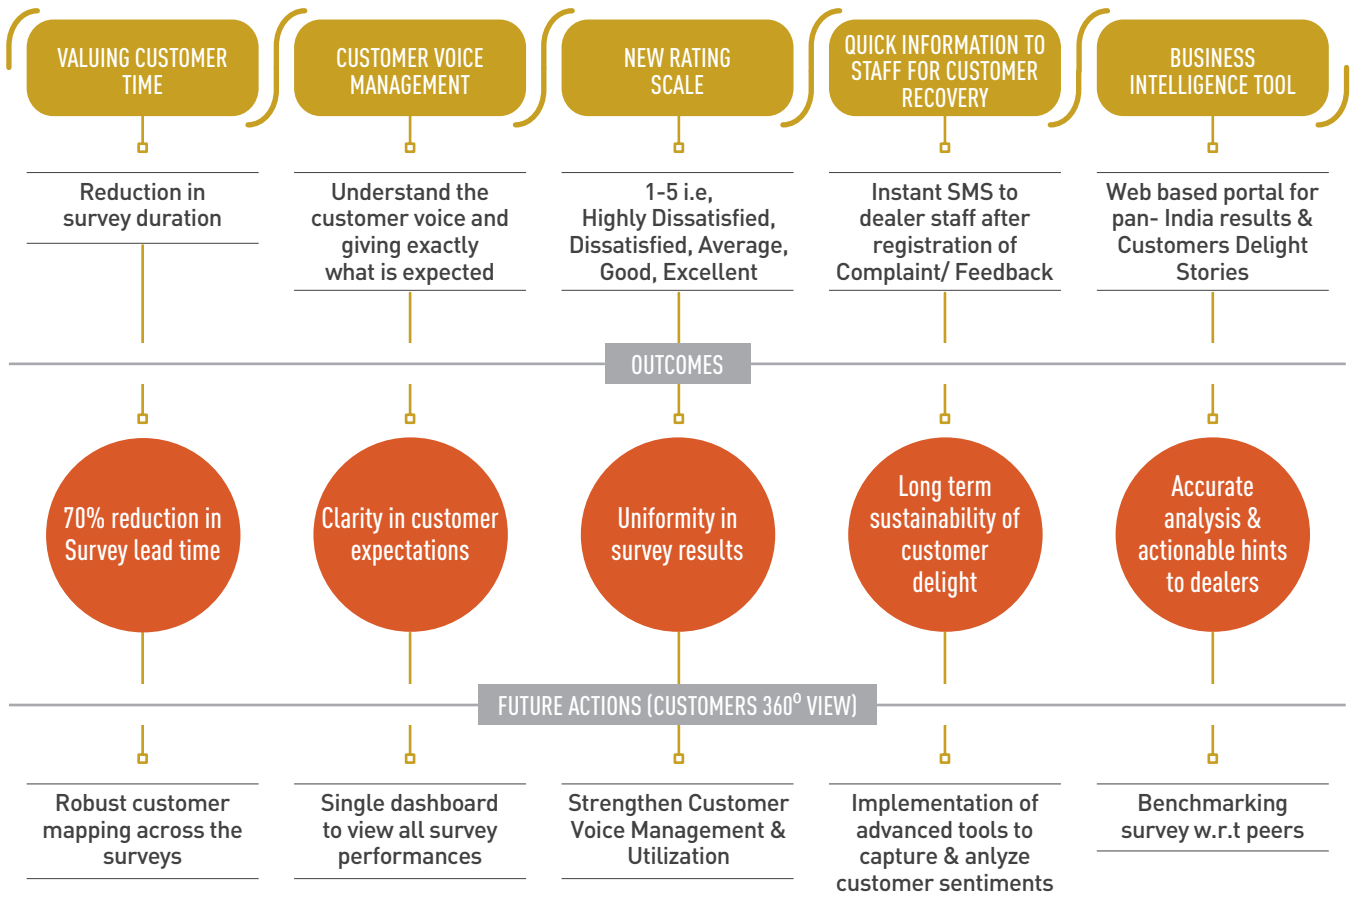 VALUING CUSTOMER
TIME
CUSTOMER VOICE
MANAGEMENT
NEW RATING
SCALE
QUICK INFORMATION TO
STAFF FOR CUSTOMER
RECOVERY
BUSINESS
INTELLIGENCE TOOL
Reduction in
survey duration
Understand the
customer voice and
giving exactly
what is expected
1-5 i.e,
Highly Dissatisfied,
Dissatisfied, Average,
Good, Excellent
Instant SMS to
dealer staff after
registration of
Complaint/ Feedback
Web based portal for
pan- India results &
Customers Delight
Stories
OUTCOMES
70% reduction in
Survey lead time
Clarity in customer
expectations
Uniformity in
survey results
Long term
sustainability of
customer
delight
Accurate
analysis &
actionable hints
to dealers
FUTURE ACTIONS (CUSTOMERS 360⁰ VIEW)
Robust customer
mapping across the
surveys
Single dashboard
to view all survey
performances
Strengthen Customer
Voice Management &
Utilization
Implementation of
advanced tools to
capture & anlyze
customer sentiments
Benchmarking
survey w.r.t peers